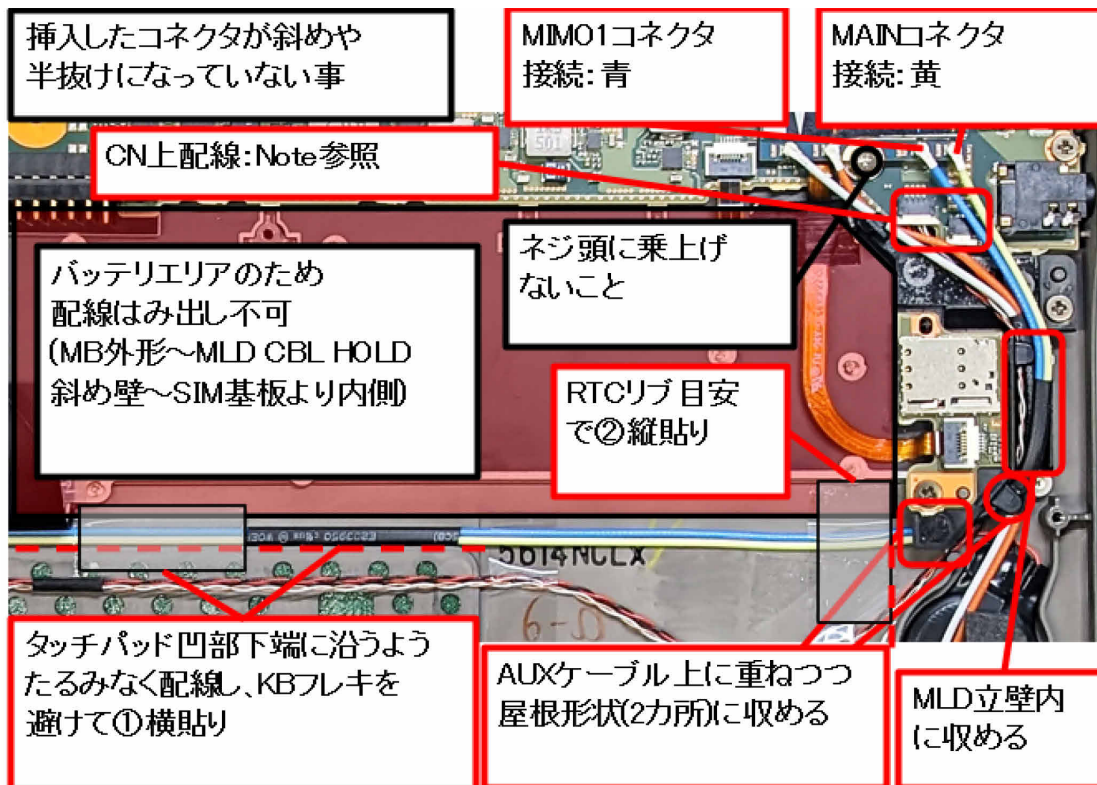 挿入したコネクタが斜めや
半抜けになっていない事
MIMO1コネクタ
接続:青
MAINコネクタ
接続:黄
CN上配線:Note参照
ネジ頭に乗上げ
ないこと
バッテリエリアのため
配線はみ出し不可
(MB外形～MLD CBL HOLD
斜め壁～SIM基板より内側)
RTCリブ目安
で②縦貼り
5614NCLX
タッチパッド凹部下端に沿うよう
たるみなく配線し、KBフレキを
避けて①横貼り
AUXケーブル上に重ねつつ
屋根形状(2カ所)に収める
MLD立壁内
に収める